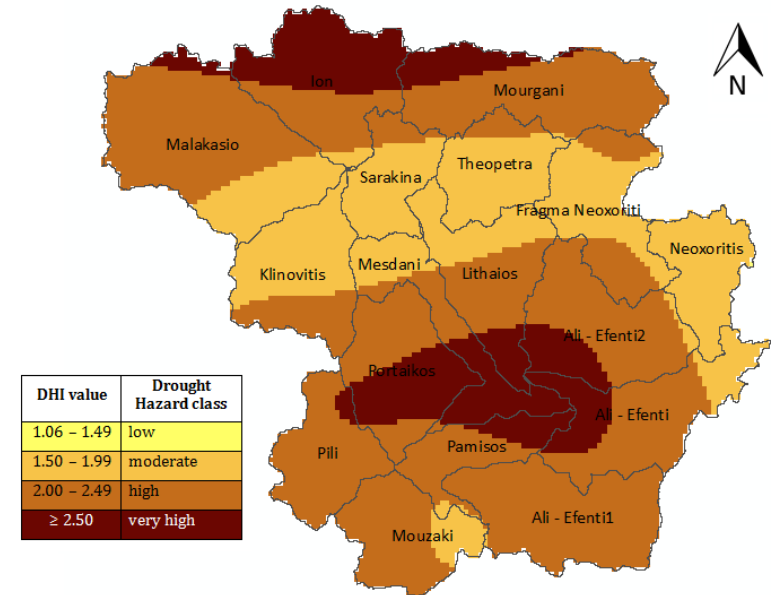 Ion
Mourgani
N
Malakasio
Theopetra
Sarakina
Fragma Neoxoriti
Neoxoritis
Mesdani
Klinovitis
Lithaios
Ali - Efenti2
Portaikos
Ali - Efenti
Pamisos
Pili
Ali - Efenti1
Mouzaki
DHI value
Drought
Hazard class
1.06 – 1.49 low
1.50 – 1.99 moderate
2.00 – 2.49 high
≥ 2.50 very high